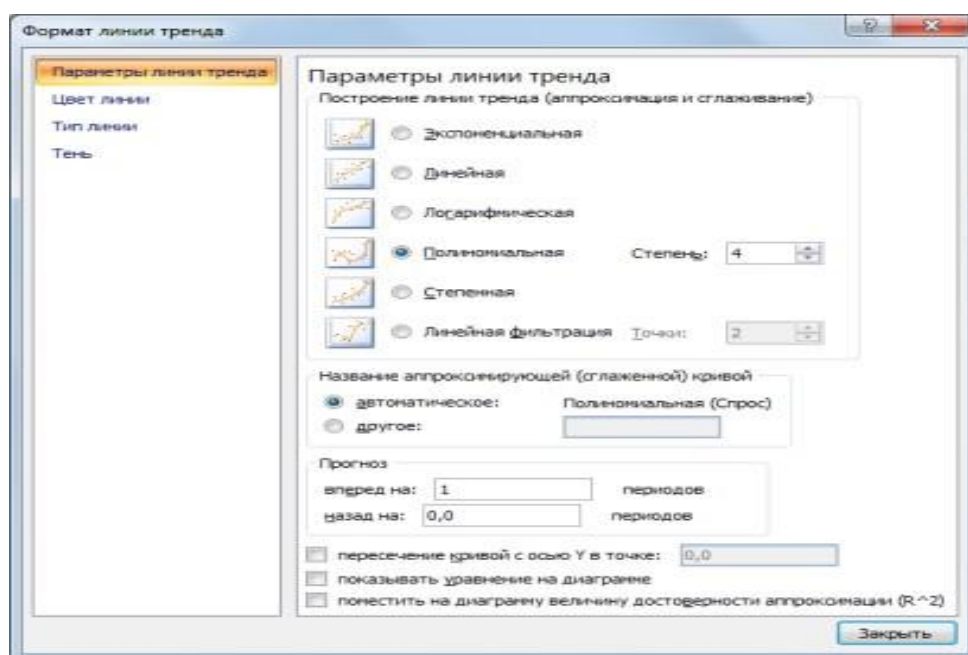 Формат линии тренда
Параметры линии тренда
Цвет линии
Тип линии
Тень
Параметры линии тренда
Построение линии тренда (аппроксимация и сглаживание)
Экспоненциальная
Линейная
Логарифмическая
Полиномиальная Степень: 4
Степенная
Линейная фильтрация Точки: 2
Название аппроксимирующей (сглаженной) кривой
автоматическое: Полиномиальная (Спрос)
другое:
Прогноз
вперед на: 1 периодов
назад на: 0,0 периодов
пересечение кривой с осью Y в точке: 0,0
показывать уравнение на диаграмме
поместить на диаграмму величину достоверности аппроксимации (R^2)
Закрыть